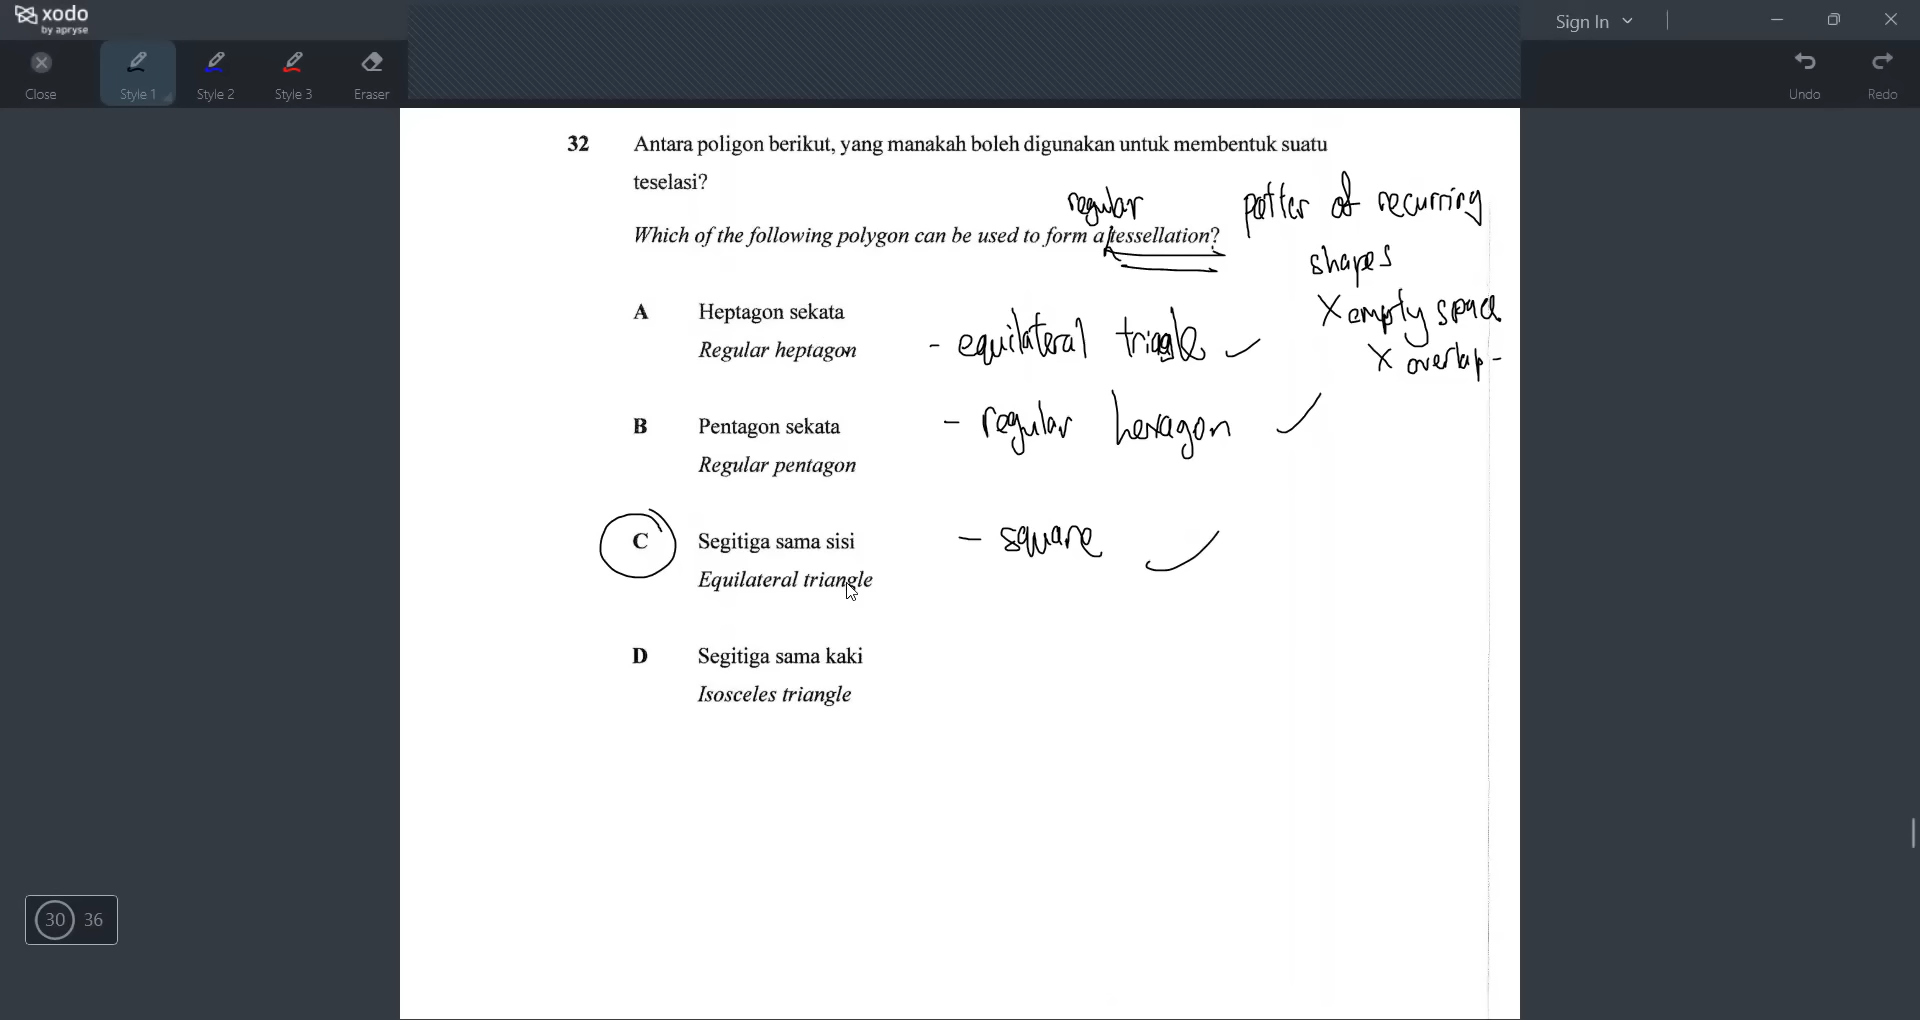 xodo
by apryse
Sign In
Close
Style 1
Style 2
Style 3
Eraser
Undo
Redo
32 Antara poligon berikut, yang manakah boleh digunakan untuk membentuk suatu
teselasi?
regular
Which of the following polygon can be used to form a tessellation?
patter of recurring
shapes
X empty space
X overlap -
A Heptagon sekata
Regular heptagon
- equilateral triagle ✓
B Pentagon sekata
Regular pentagon
- regular hexagon ✓
C Segitiga sama sisi
Equilateral triangle
- square ✓
D Segitiga sama kaki
Isosceles triangle
30 36